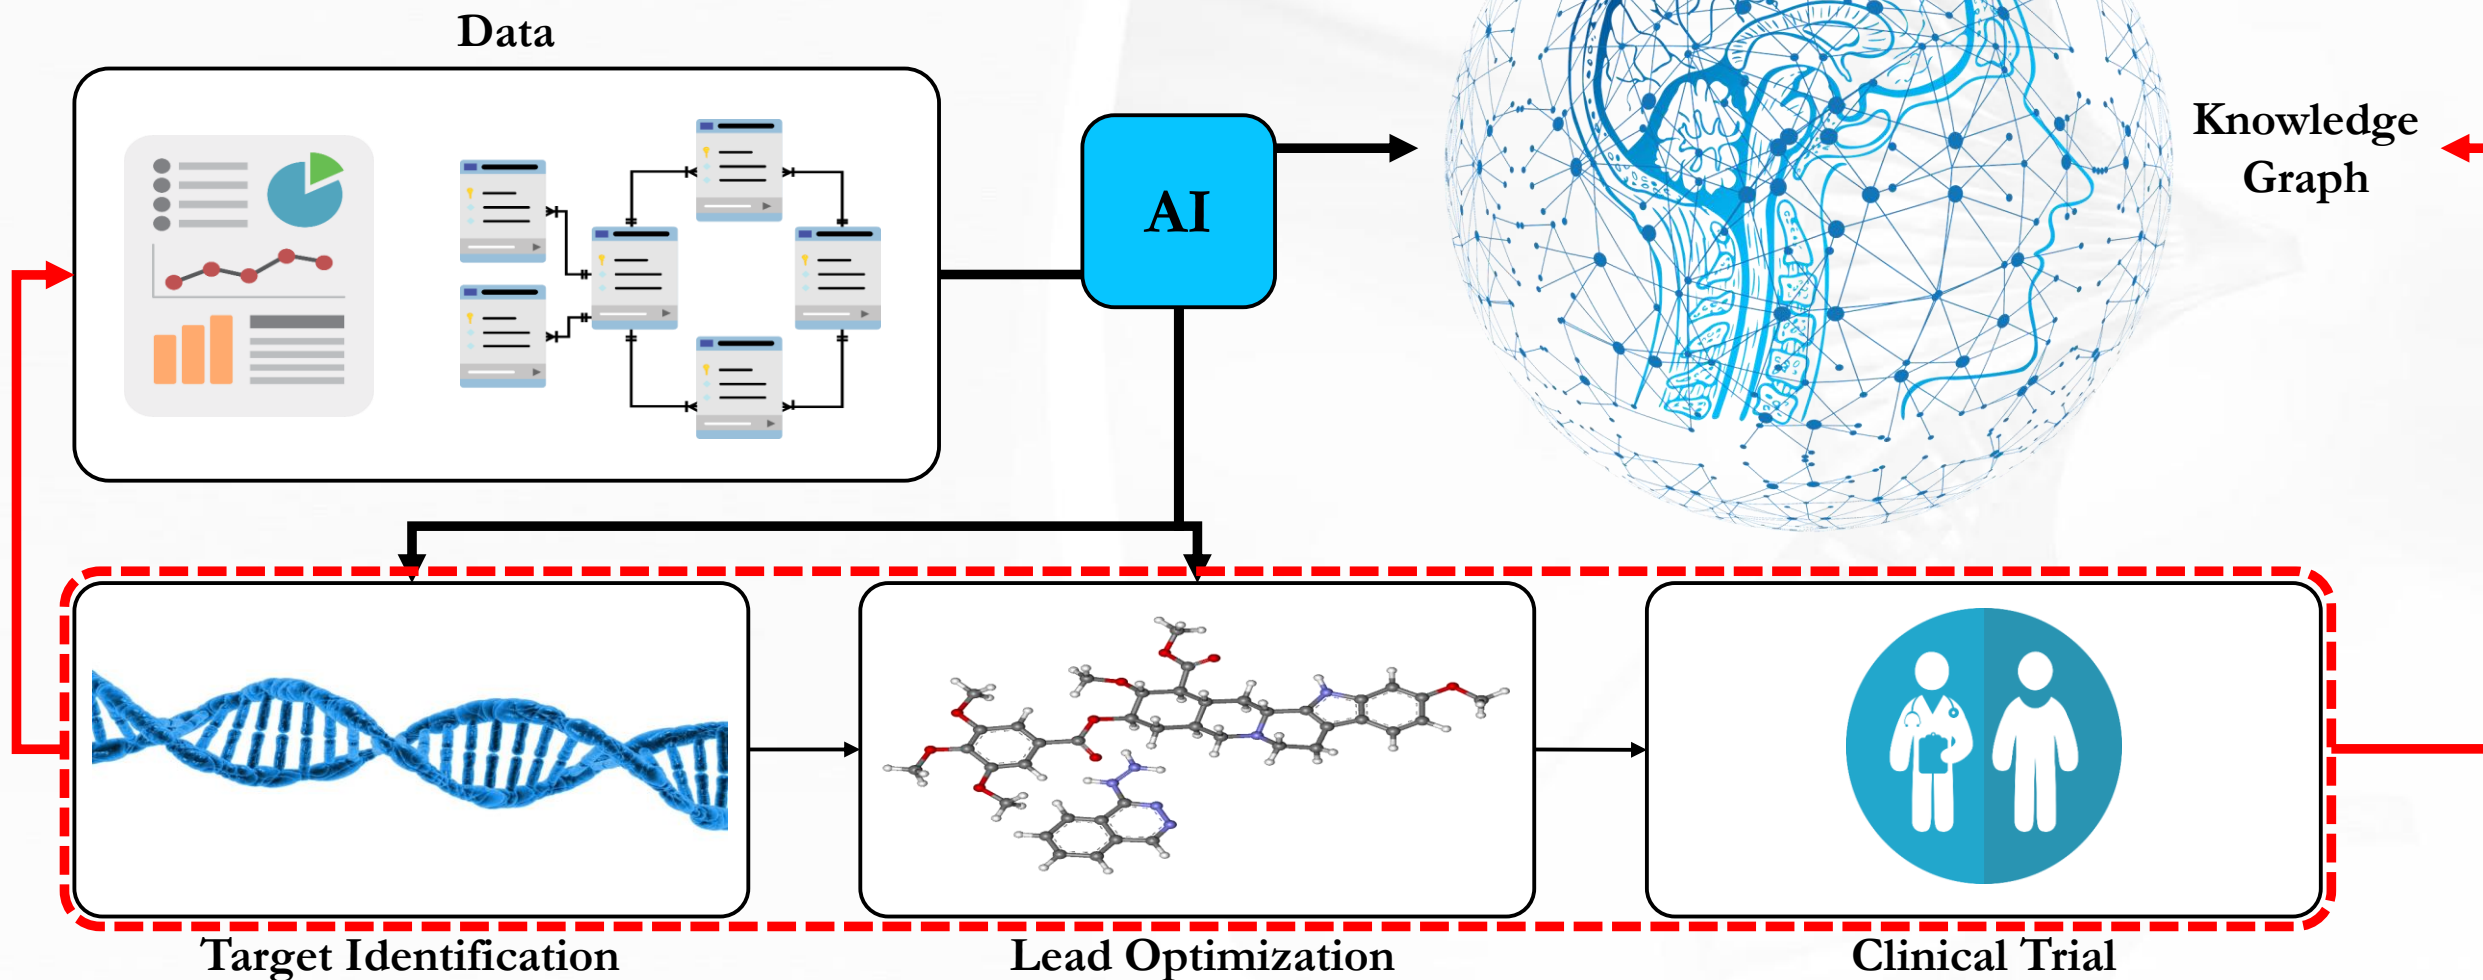 Data
AI
Knowledge
Graph
Target Identification
Lead Optimization
Clinical Trial